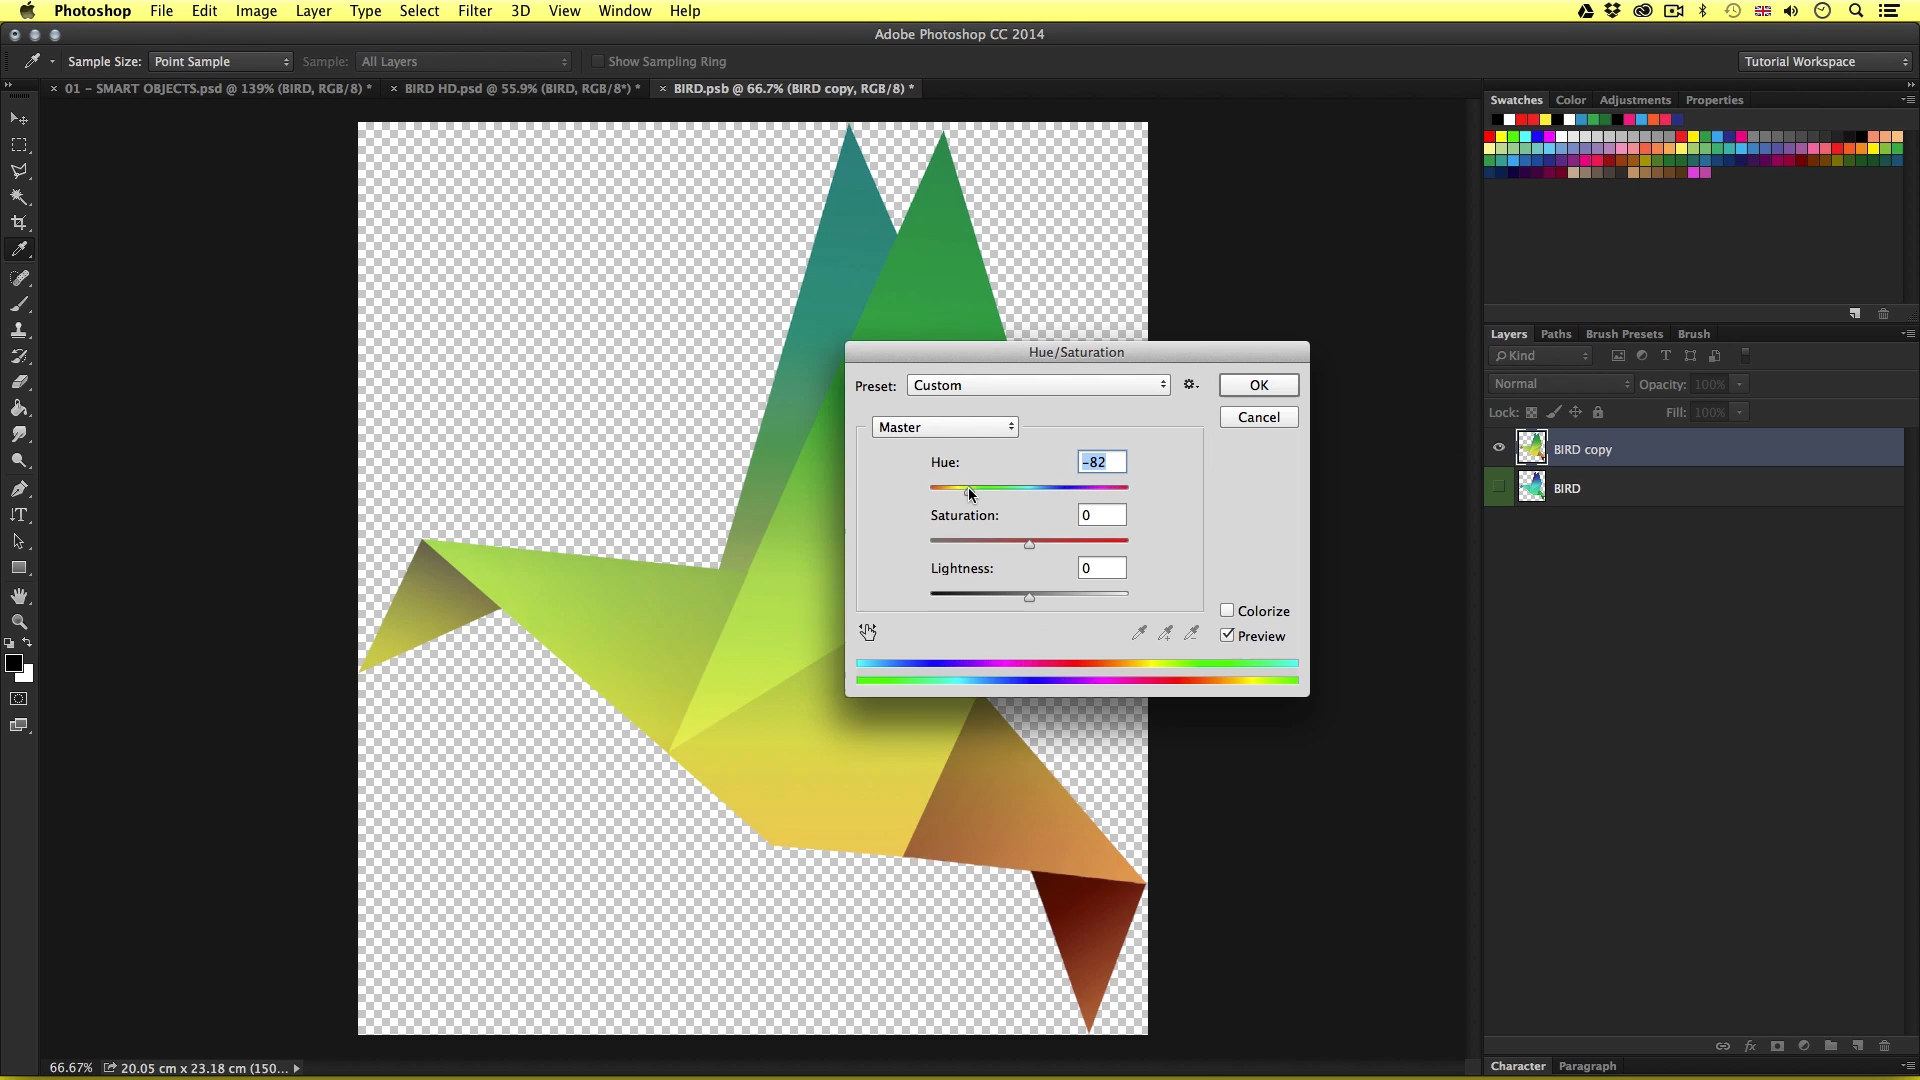 Photoshop File Edit Image Layer Type Select Filter 3D View Window Help
Adobe Photoshop CC 2014
Sample Size: Point Sample Sample: All Layers Show Sampling Ring Tutorial Workspace
× 01 – SMART OBJECTS.psd @ 139% (BIRD, RGB/8) * × BIRD HD.psd @ 55.9% (BIRD, RGB/8*) * × BIRD.psb @ 66.7% (BIRD copy, RGB/8) *
Swatches Color Adjustments Properties
Layers Paths Brush Presets Brush
Kind
Normal Opacity: 100%
Lock: Fill: 100%
BIRD copy
BIRD
Hue/Saturation
Preset: Custom OK
Cancel
Master
Hue: -82
Saturation: 0
Lightness: 0
Colorize
Preview
66.67% 20.05 cm x 23.18 cm (150...
Character Paragraph